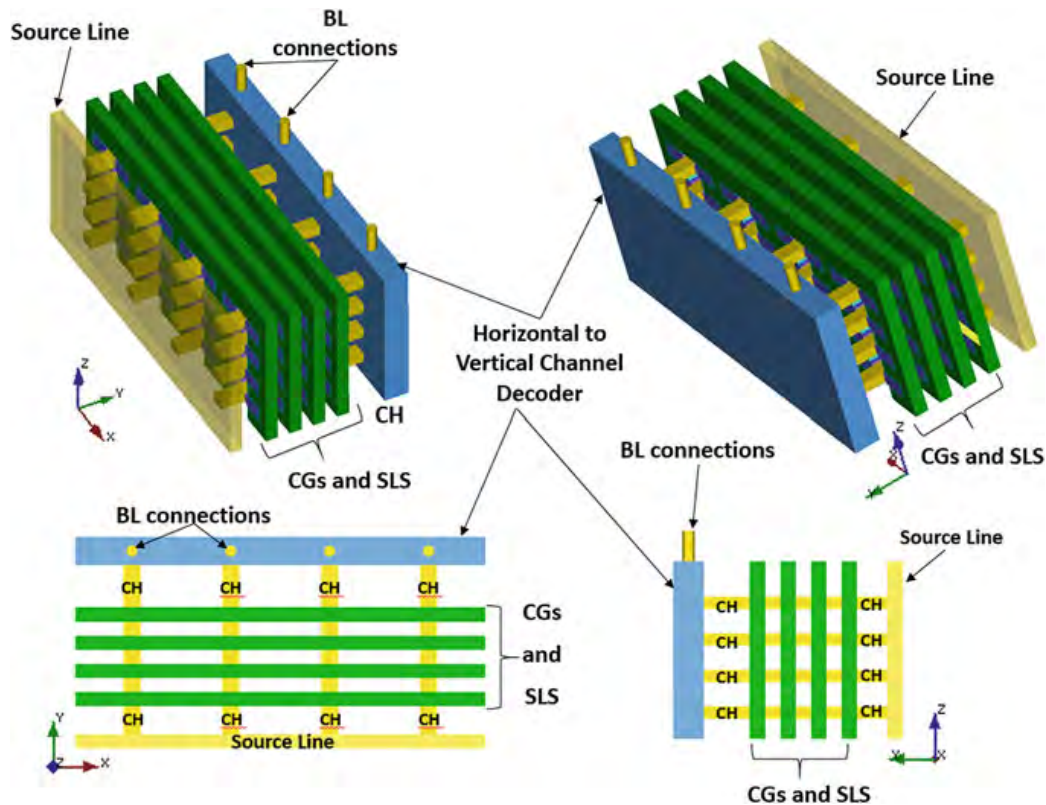 Source Line
BL
connections
Source Line
Z
Y
X
CH
CGs and SLS
Horizontal to
Vertical Channel
Decoder
Z
X
Y
CGs and SLS
BL connections
CH
CH
CH
CH
CGs
and
SLS
CH
CH
CH
CH
Source Line
Y
Z
X
BL connections
Source Line
CH
CH
CH
CH
CH
CH
CH
CH
Z
Y
X
CGs and SLS